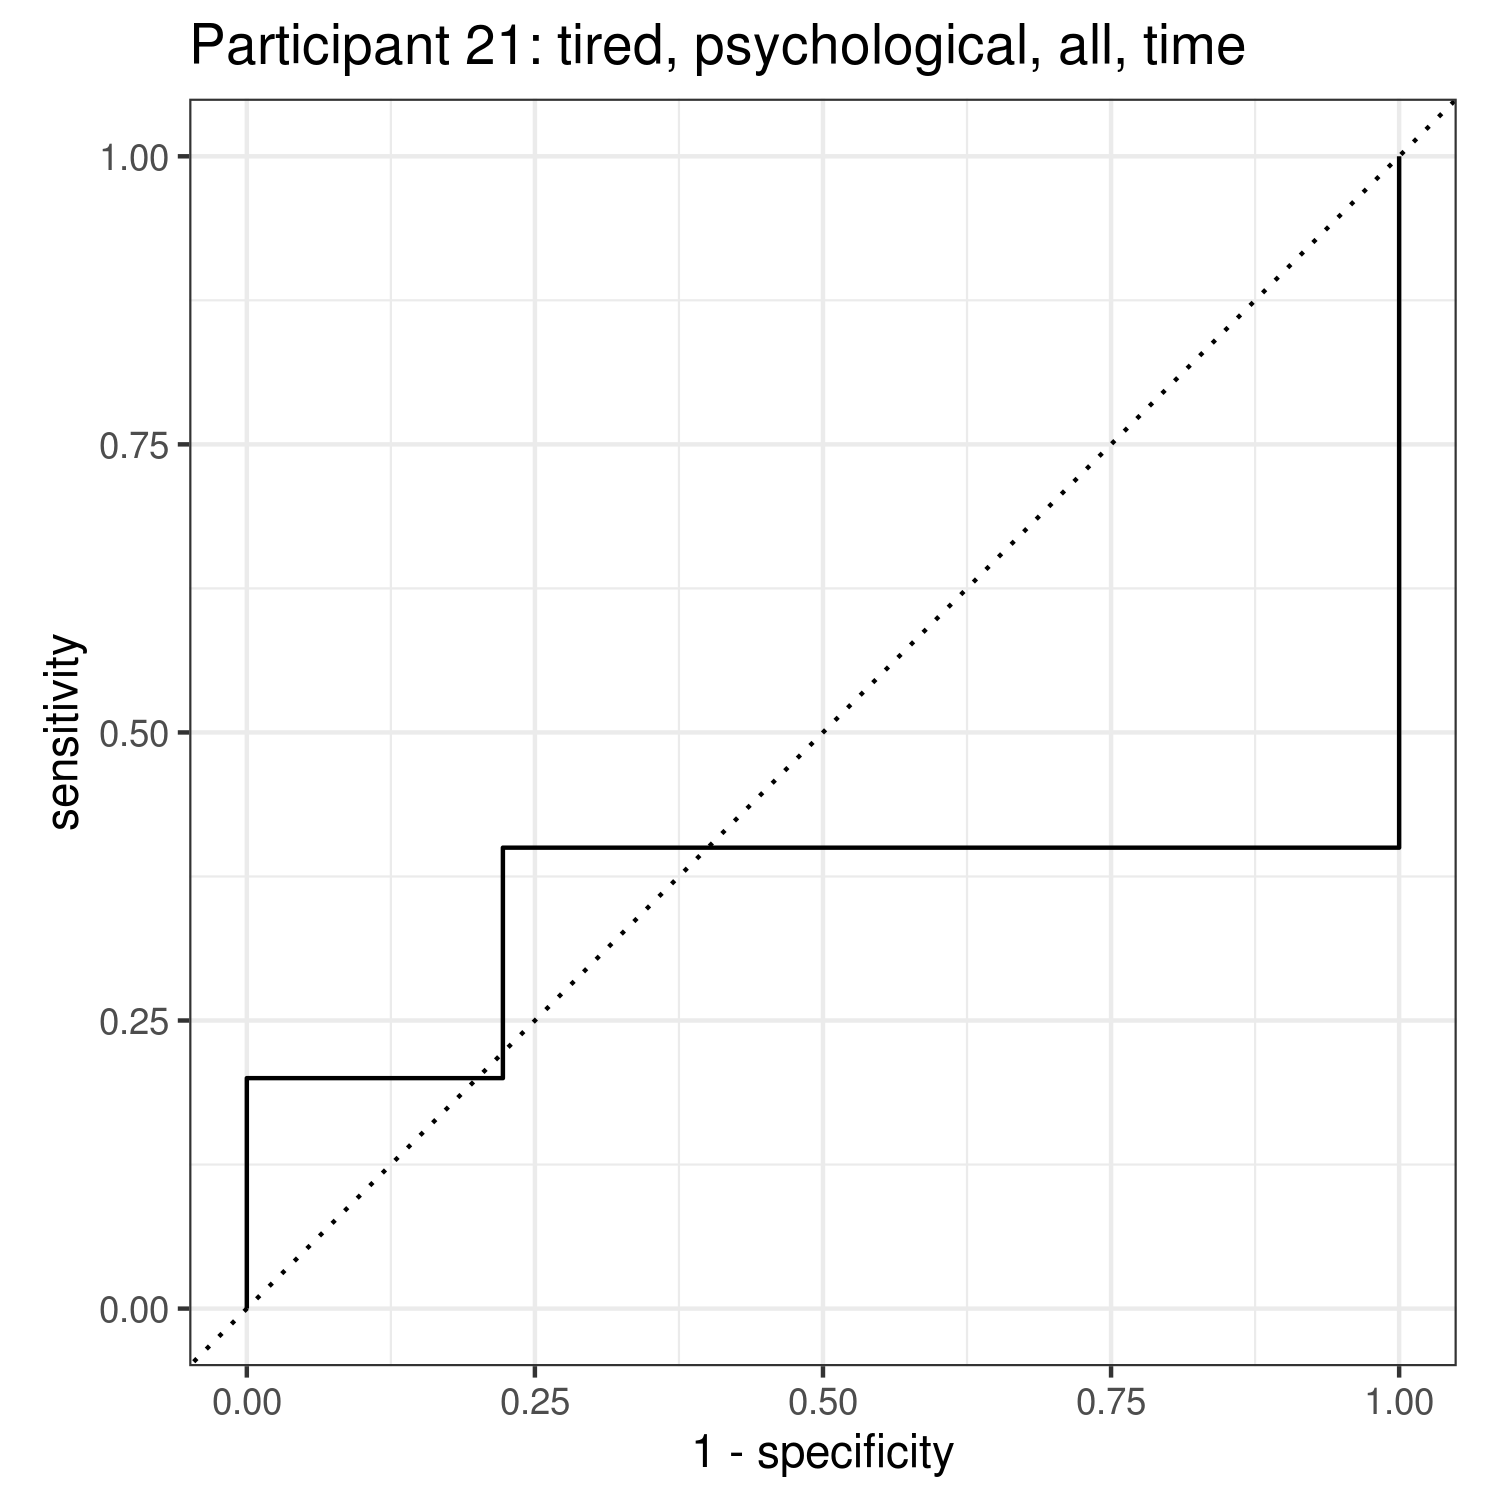 Participant 21: tired, psychological, all, time
1.00
0.75
0.50
0.25
0.00
sensitivity
0.00 0.25 0.50 0.75 1.00
1 - specificity